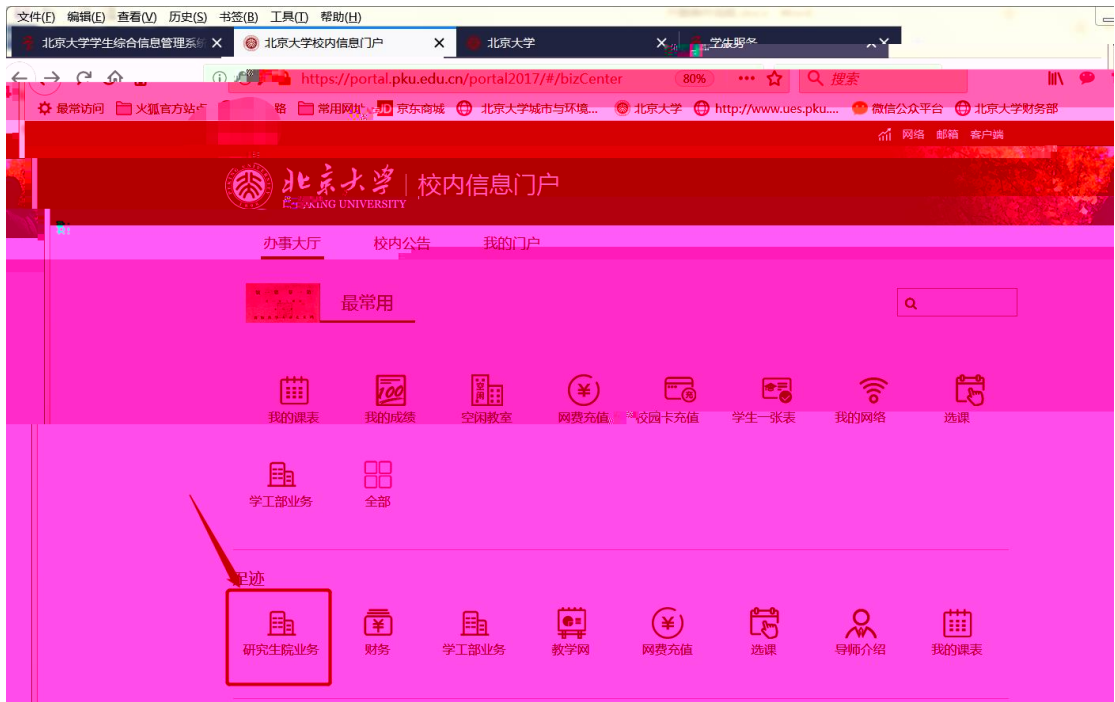 文件(F) 编辑(E) 查看(V) 历史(S) 书签(B) 工具(T) 帮助(H)
北京大学学生综合信息管理系统 北京大学校内信息门户 北京大学
https://portal.pku.edu.cn/portal2017/#/bizCenter 80% 搜索
最常访问 火狐官方站点 常用网址 京东商城 北京大学城市与环境... 北京大学 http://www.ues.pku.... 微信公众平台 北京大学财务部
网络 邮箱 客户端
北京大学 校内信息门户
PEKING UNIVERSITY
办事大厅 校内公告 我的门户
最常用
我的课表 我的成绩 空闲教室 网费充值 校园卡充值 学生一张表 我的网络 选课
学工部业务 全部
足迹
研究生院业务 财务 学工部业务 教学网 网费充值 选课 导师介绍 我的课表